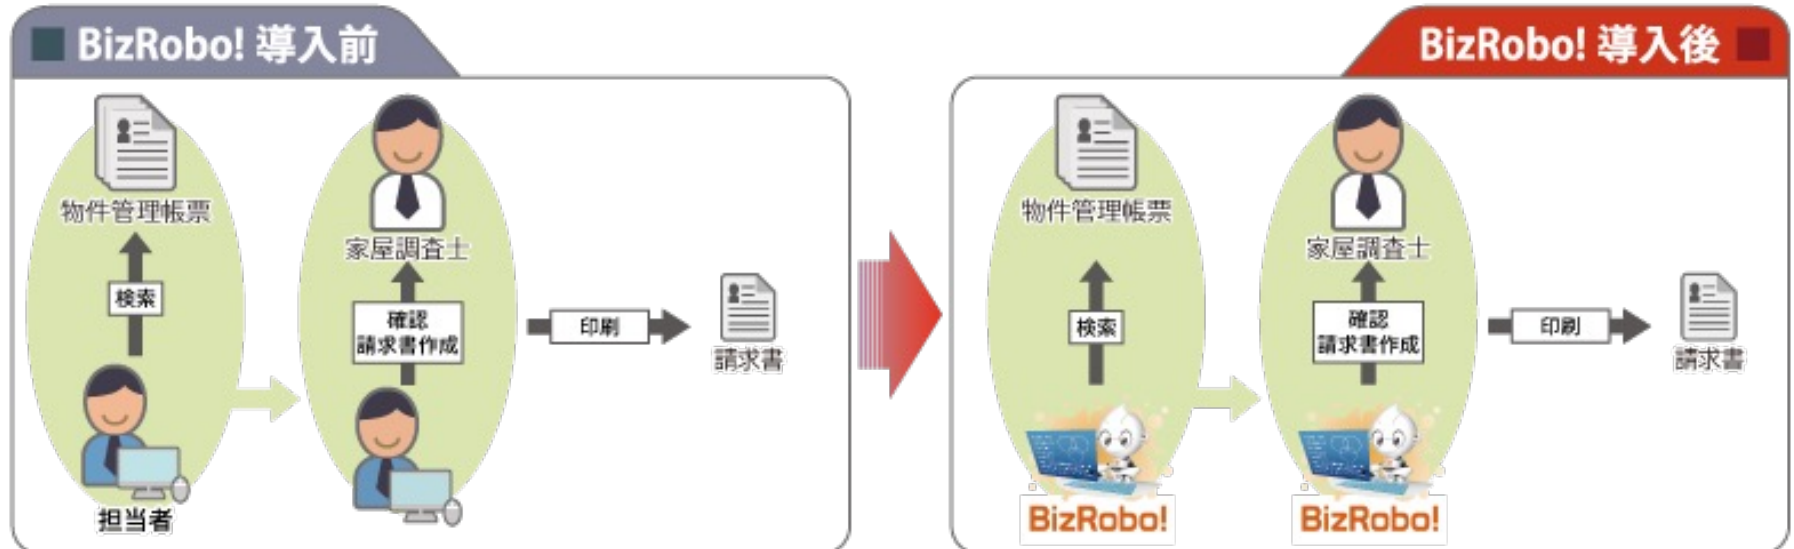 BizRobo! 導入前
物件管理帳票
検索
担当者
家屋調査士
確認
請求書作成
印刷
請求書
BizRobo! 導入後
物件管理帳票
検索
BizRobo!
家屋調査士
確認
請求書作成
BizRobo!
印刷
請求書